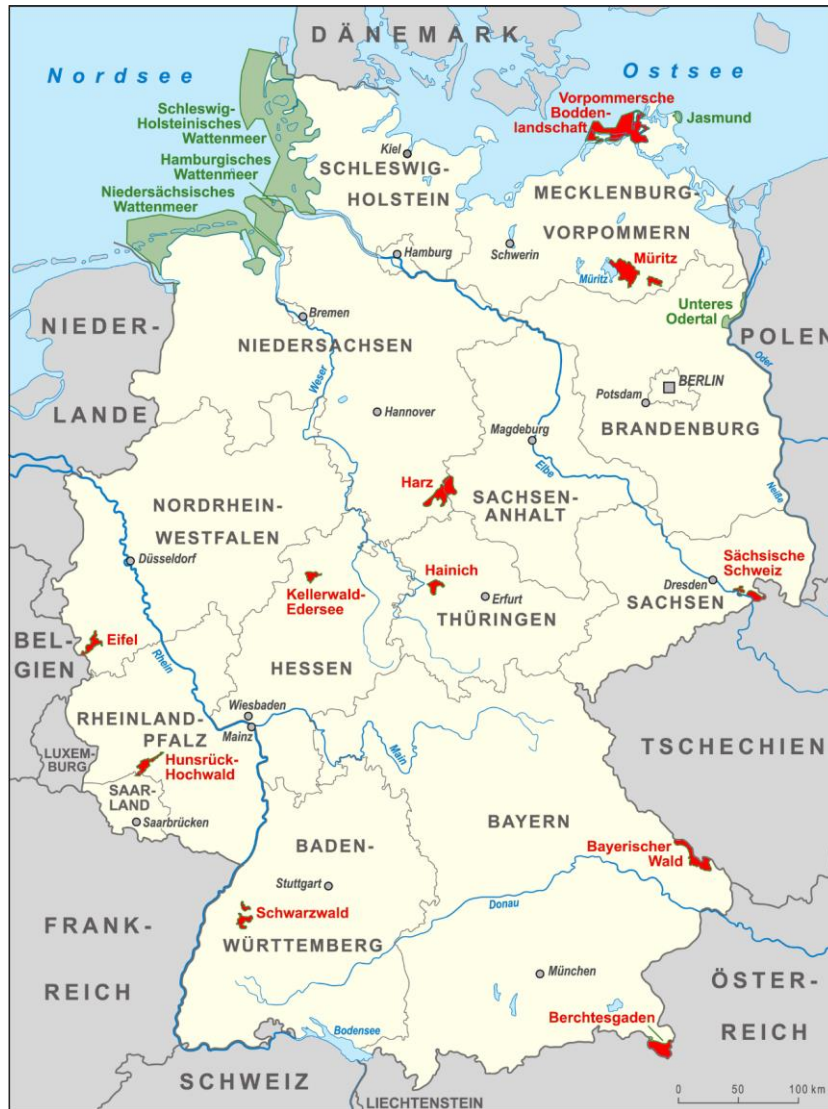 DÄNEMARK
Nordsee
Ostsee
Schleswig-
Holsteinisches
Wattenmeer
Hamburgisches
Wattenmeer
Niedersächsisches
Wattenmeer
Vorpommersche
Bodden-
landschaft
Jasmund
Kiel
SCHLESWIG-
HOLSTEIN
MECKLENBURG-
VORPOMMERN
Hamburg
Schwerin
Müritz
Müritz
Unteres
Odertal
NIEDER-
LANDE
Bremen
NIEDERSACHSEN
Weser
POLEN
Oder
BERLIN
Potsdam
BRANDENBURG
Hannover
Magdeburg
Elbe
Neiße
Harz
SACHSEN-
ANHALT
NORDRHEIN-
WESTFALEN
Düsseldorf
Kellerwald-
Edersee
Hainich
Erfurt
THÜRINGEN
Sächsische
Schweiz
Dresden
SACHSEN
BEL-
GIEN
Eifel
Rhein
HESSEN
Wiesbaden
Mainz
RHEINLAND-
PFALZ
LUXEM-
BURG
Hunsrück-
Hochwald
Main
TSCHECHIEN
SAAR-
LAND
Saarbrücken
BADEN-
WÜRTTEMBERG
Stuttgart
Schwarzwald
BAYERN
Bayerischer
Wald
Donau
FRANK-
REICH
München
ÖSTER-
REICH
Berchtesgaden
Bodensee
SCHWEIZ
LIECHTENSTEIN
0 50 100 km